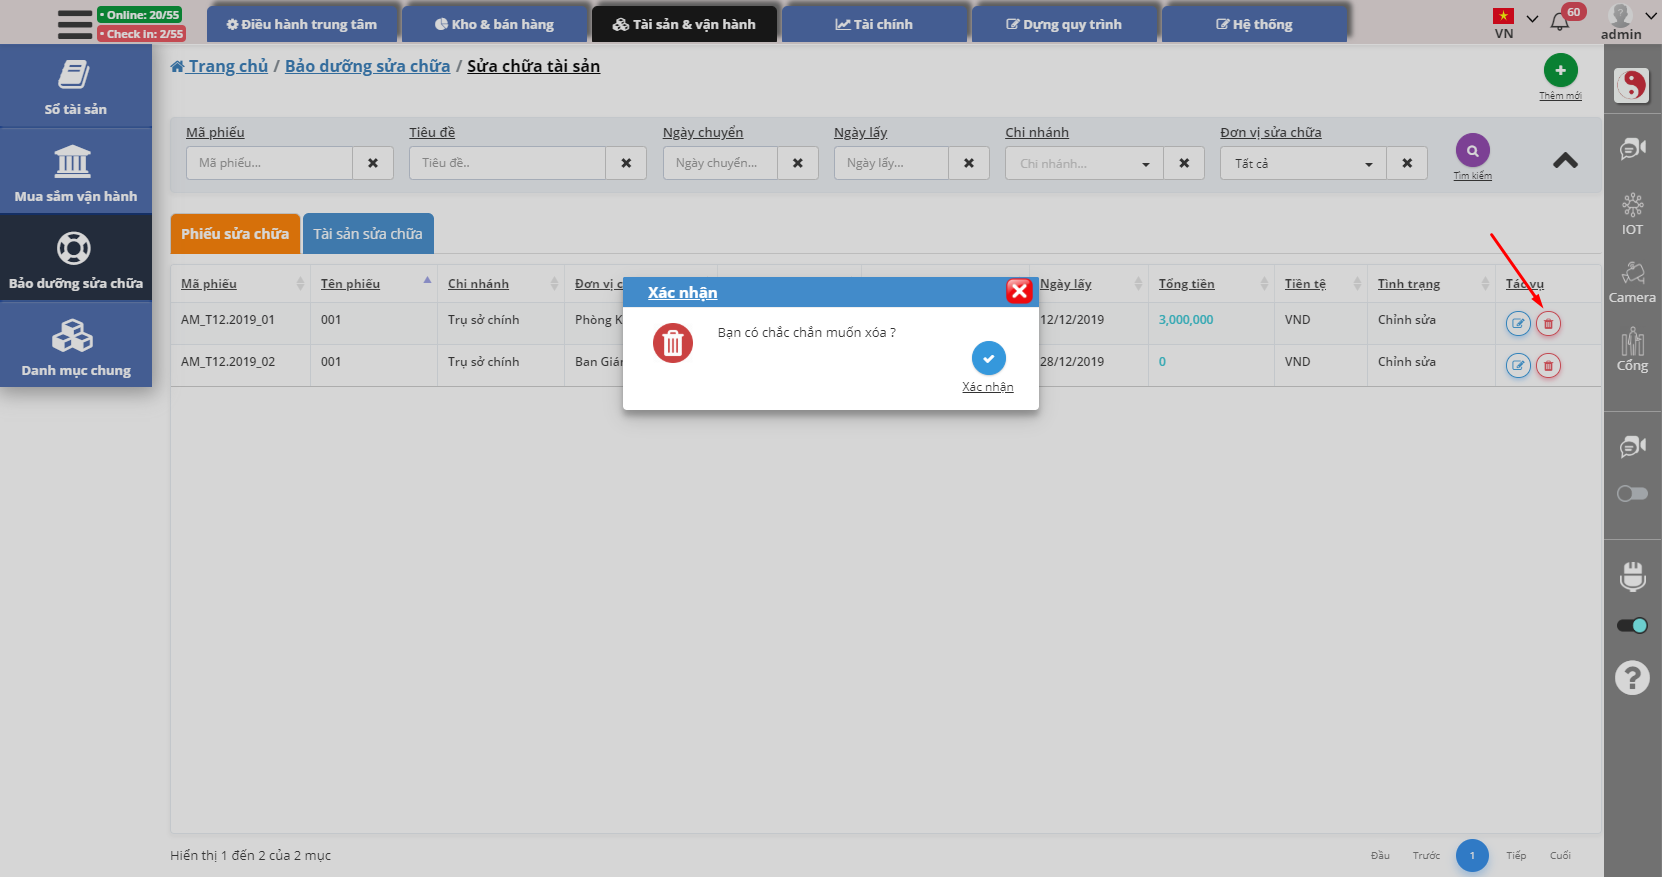 • Online: 20/55
• Check in: 2/55
Điều hành trung tâm
Kho & bán hàng
Tài sản & vận hành
Tài chính
Dựng quy trình
Hệ thống
VN
60
admin
Sổ tài sản
Mua sắm vận hành
Bảo dưỡng sửa chữa
Danh mục chung
Trang chủ / Bảo dưỡng sửa chữa / Sửa chữa tài sản
Thêm mới
Mã phiếu Tiêu đề Ngày chuyển Ngày lấy Chi nhánh Đơn vị sửa chữa
Mã phiếu... Tiêu đề.. Ngày chuyển... Ngày lấy... Chi nhánh... Tất cả
Tìm kiếm
Phiếu sửa chữa Tài sản sửa chữa
Mã phiếu Tên phiếu Chi nhánh Đơn vị c Ngày lấy Tổng tiền Tiền tệ Tình trạng Tác vụ
AM_T12.2019_01 001 Trụ sở chính Phòng K 12/12/2019 3,000,000 VND Chỉnh sửa
AM_T12.2019_02 001 Trụ sở chính Ban Giá 28/12/2019 0 VND Chỉnh sửa
Xác nhận
Bạn có chắc chắn muốn xóa ?
Xác nhận
IOT
Camera
Cổng
Hiển thị 1 đến 2 của 2 mục
Đầu Trước 1 Tiếp Cuối